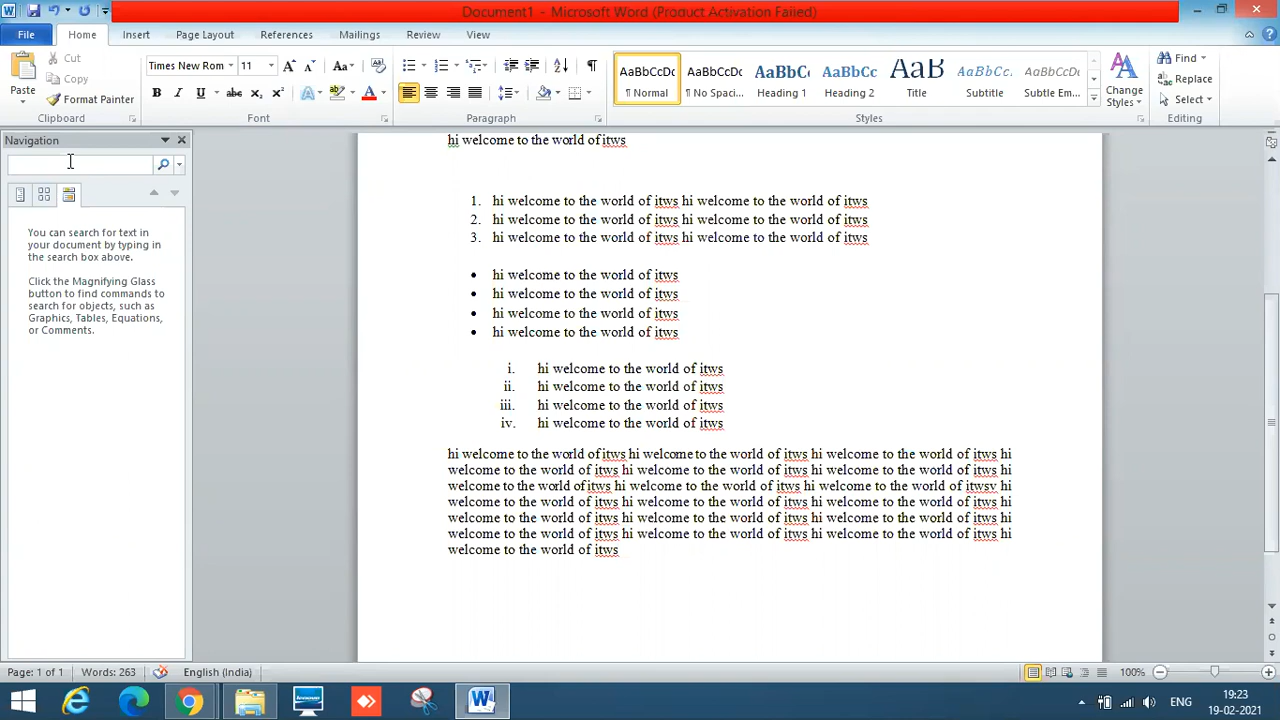 Document1 - Microsoft Word (Product Activation Failed)
File Home Insert Page Layout References Mailings Review View
Paste
Cut
Copy
Format Painter
Times New Rom 11
Aa
B I U abc x₂ x² A
AaBbCcDc
¶ Normal
AaBbCcDc
¶ No Spaci...
AaBbCc
Heading 1
AaBbCc
Heading 2
AaB
Title
AaBbCcL
Subtitle
AaBbCcDc
Subtle Em...
Change
Styles
Find
Replace
Select
Clipboard Font Paragraph Styles Editing
Navigation
You can search for text in
your document by typing in
the search box above.
Click the Magnifying Glass
button to find commands to
search for objects, such as
Graphics, Tables, Equations,
or Comments.
hi welcome to the world of itws
1. hi welcome to the world of itws hi welcome to the world of itws
2. hi welcome to the world of itws hi welcome to the world of itws
3. hi welcome to the world of itws hi welcome to the world of itws
• hi welcome to the world of itws
• hi welcome to the world of itws
• hi welcome to the world of itws
• hi welcome to the world of itws
i. hi welcome to the world of itws
ii. hi welcome to the world of itws
iii. hi welcome to the world of itws
iv. hi welcome to the world of itws
hi welcome to the world of itws hi welcome to the world of itws hi welcome to the world of itws hi
welcome to the world of itws hi welcome to the world of itws hi welcome to the world of itws hi
welcome to the world of itws hi welcome to the world of itws hi welcome to the world of itwsv hi
welcome to the world of itws hi welcome to the world of itws hi welcome to the world of itws hi
welcome to the world of itws hi welcome to the world of itws hi welcome to the world of itws hi
welcome to the world of itws hi welcome to the world of itws hi welcome to the world of itws hi
welcome to the world of itws
Page: 1 of 1 Words: 263 English (India) 100%
ENG
19:23
19-02-2021